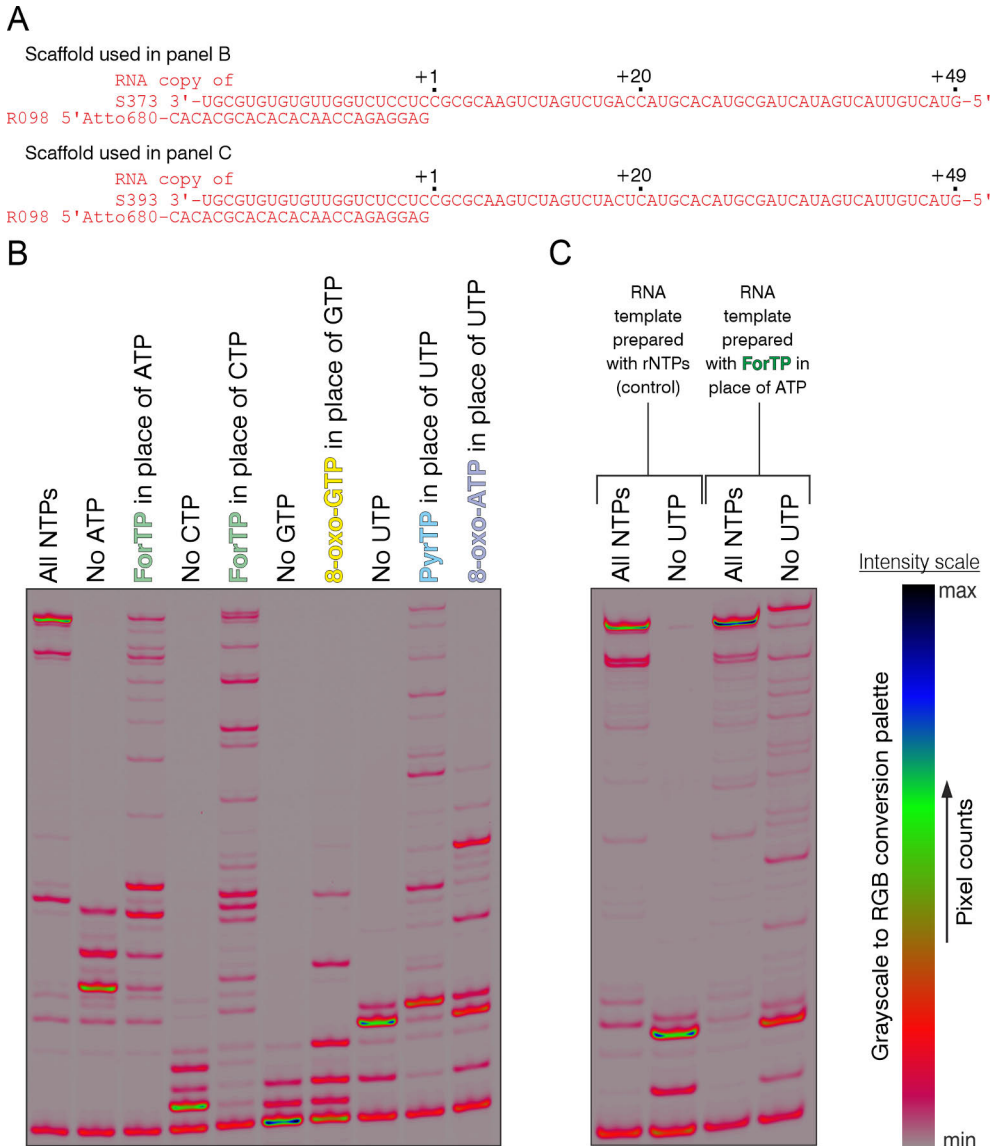 A
Scaffold used in panel B
RNA copy of +1 +20 +49
S373 3'-UGCGUGUGUGUUGGUCUCCUCCGCGCAAGUCUAGUCUGACCAUGCACAUGCGAUCAUAGUCAUUGUCAUG-5'
R098 5'Atto680-CACACGCACACACAACCAGAGGAG
Scaffold used in panel C
RNA copy of +1 +20 +49
S393 3'-UGCGUGUGUGUUGGUCUCCUCCGCGCAAGUCUAGUCUACUCAUGCACAUGCGAUCAUAGUCAUUGUCAUG-5'
R098 5'Atto680-CACACGCACACACAACCAGAGGAG
B
All NTPs
No ATP
ForTP in place of ATP
No CTP
ForTP in place of CTP
No GTP
8-oxo-GTP in place of GTP
No UTP
PyrTP in place of UTP
8-oxo-ATP in place of UTP
C
RNA
template
prepared
with rNTPs
(control)
RNA
template
prepared
with ForTP in
place of ATP
All NTPs
No UTP
All NTPs
No UTP
Intensity scale
max
Grayscale to RGB conversion palette
Pixel counts
min